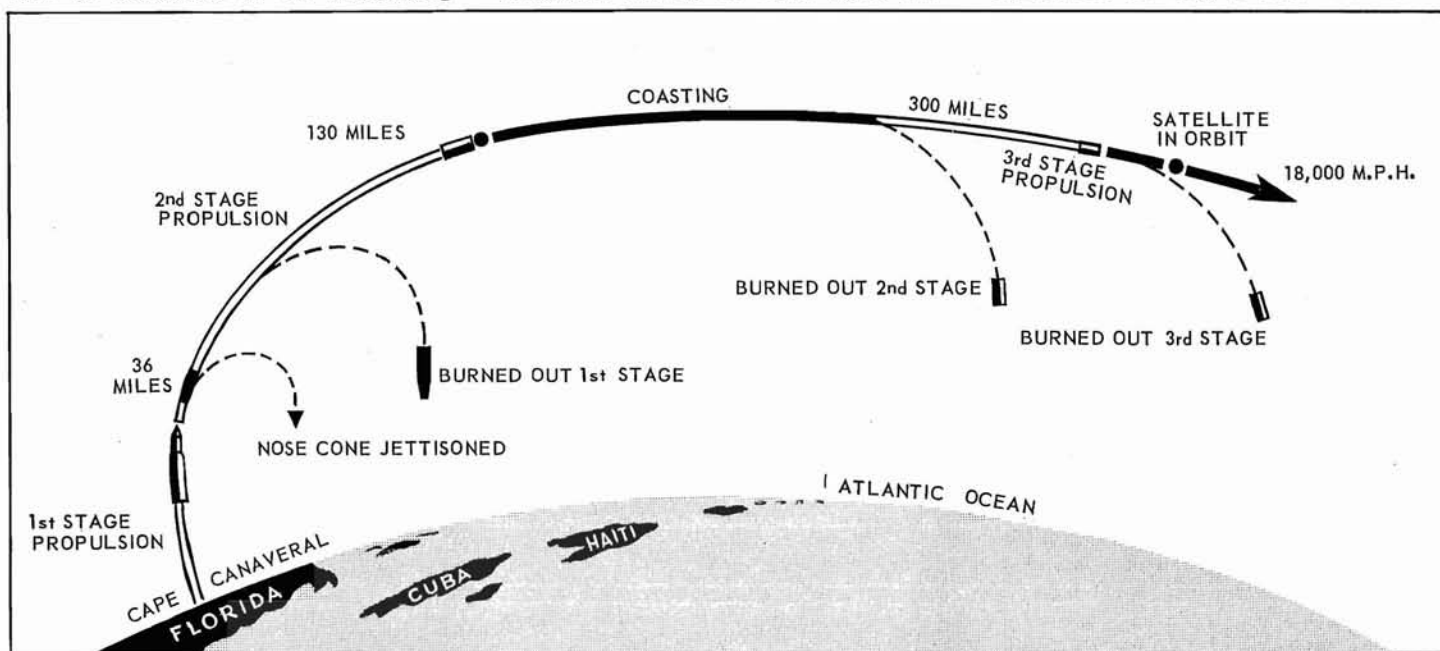 COASTING
300 MILES
130 MILES
SATELLITE
IN ORBIT
3rd STAGE
PROPULSION
18,000 M.P.H.
2nd STAGE
PROPULSION
BURNED OUT 2nd STAGE
BURNED OUT 3rd STAGE
36
MILES
BURNED OUT 1st STAGE
NOSE CONE JETTISONED
1st STAGE
PROPULSION
ATLANTIC OCEAN
CAPE CANAVERAL
FLORIDA
CUBA
HAITI